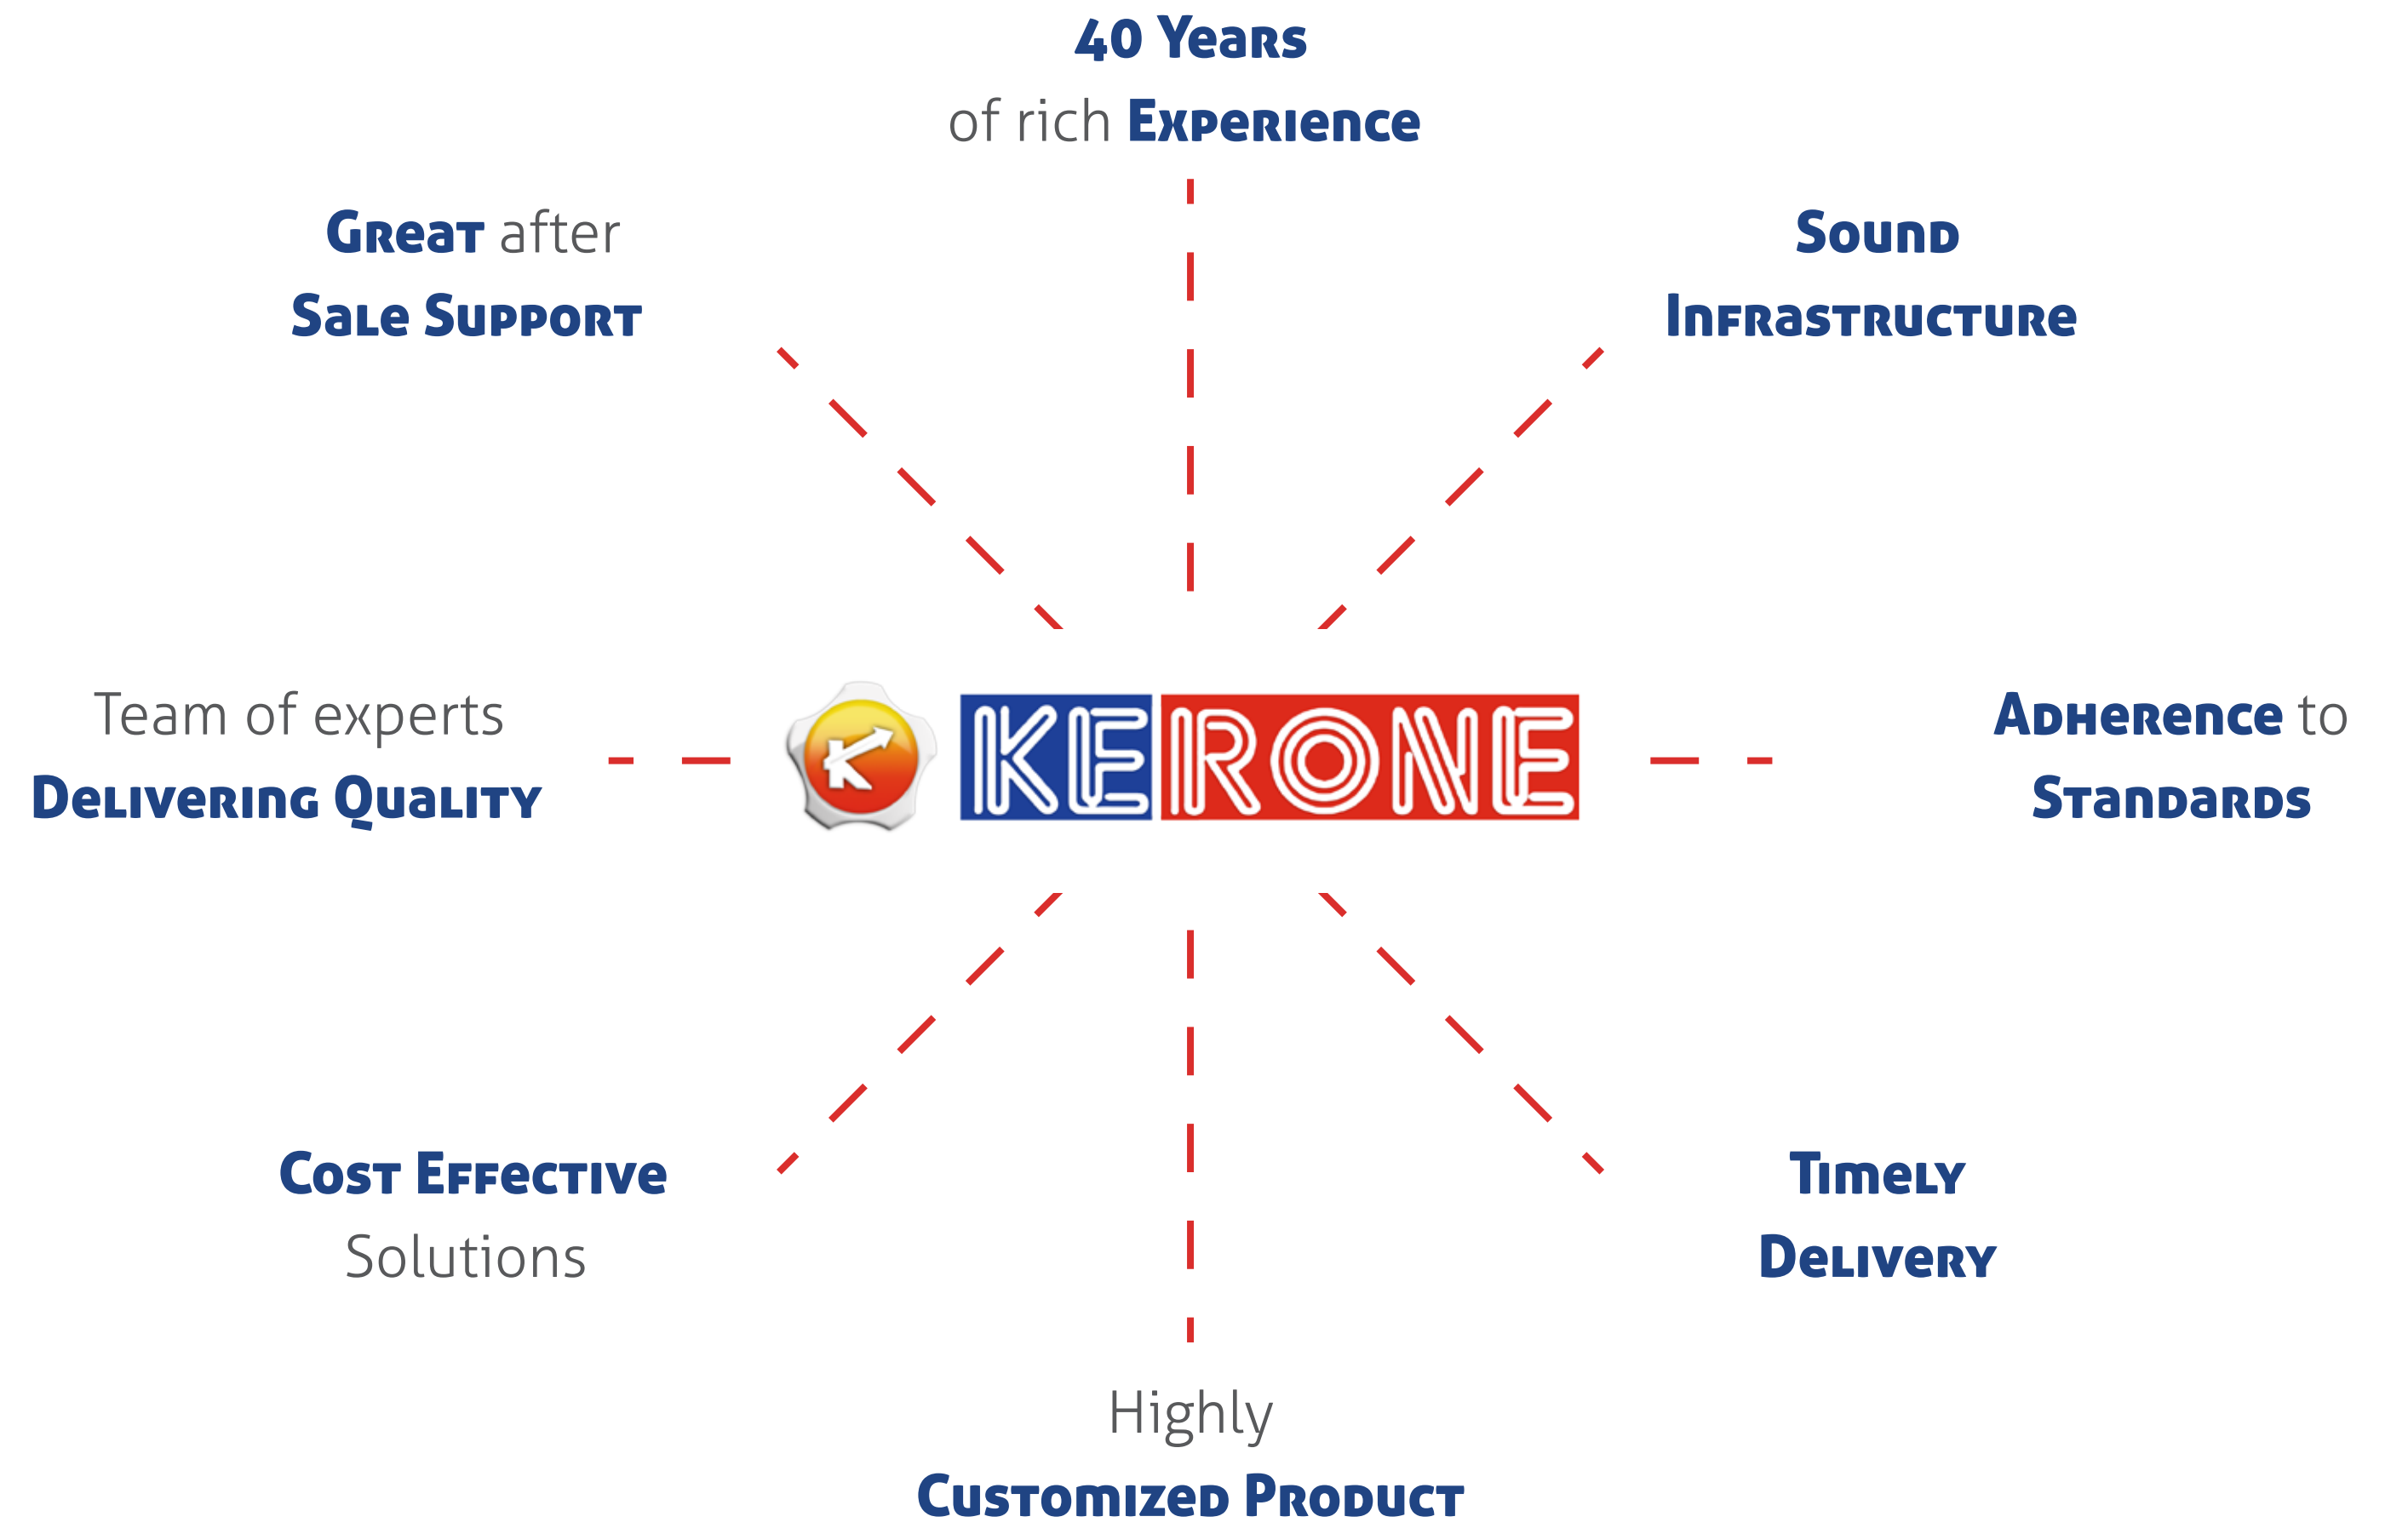 40 Years
of rich Experience
Great after
Sale Support
Sound
Infrastructure
Team of experts
Delivering Quality
K
KERONE
Adherence to
Standards
Cost Effective
Solutions
Timely
Delivery
Highly
Customized Product